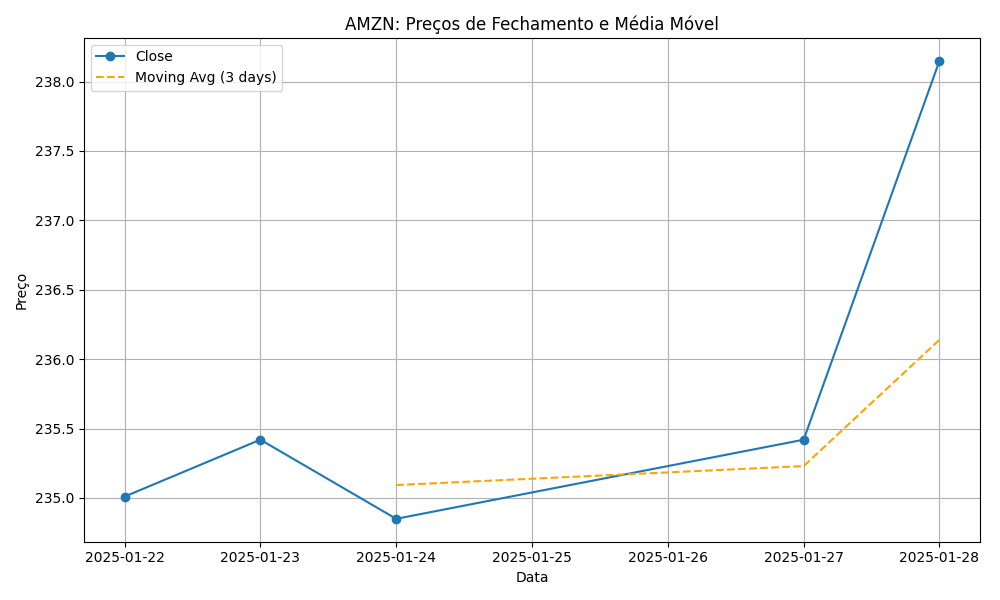 AMZN: Preços de Fechamento e Média Móvel
Close
Moving Avg (3 days)
238.0
237.5
237.0
236.5
236.0
235.5
235.0
Preço
2025-01-22
2025-01-23
2025-01-24
2025-01-25
2025-01-26
2025-01-27
2025-01-28
Data